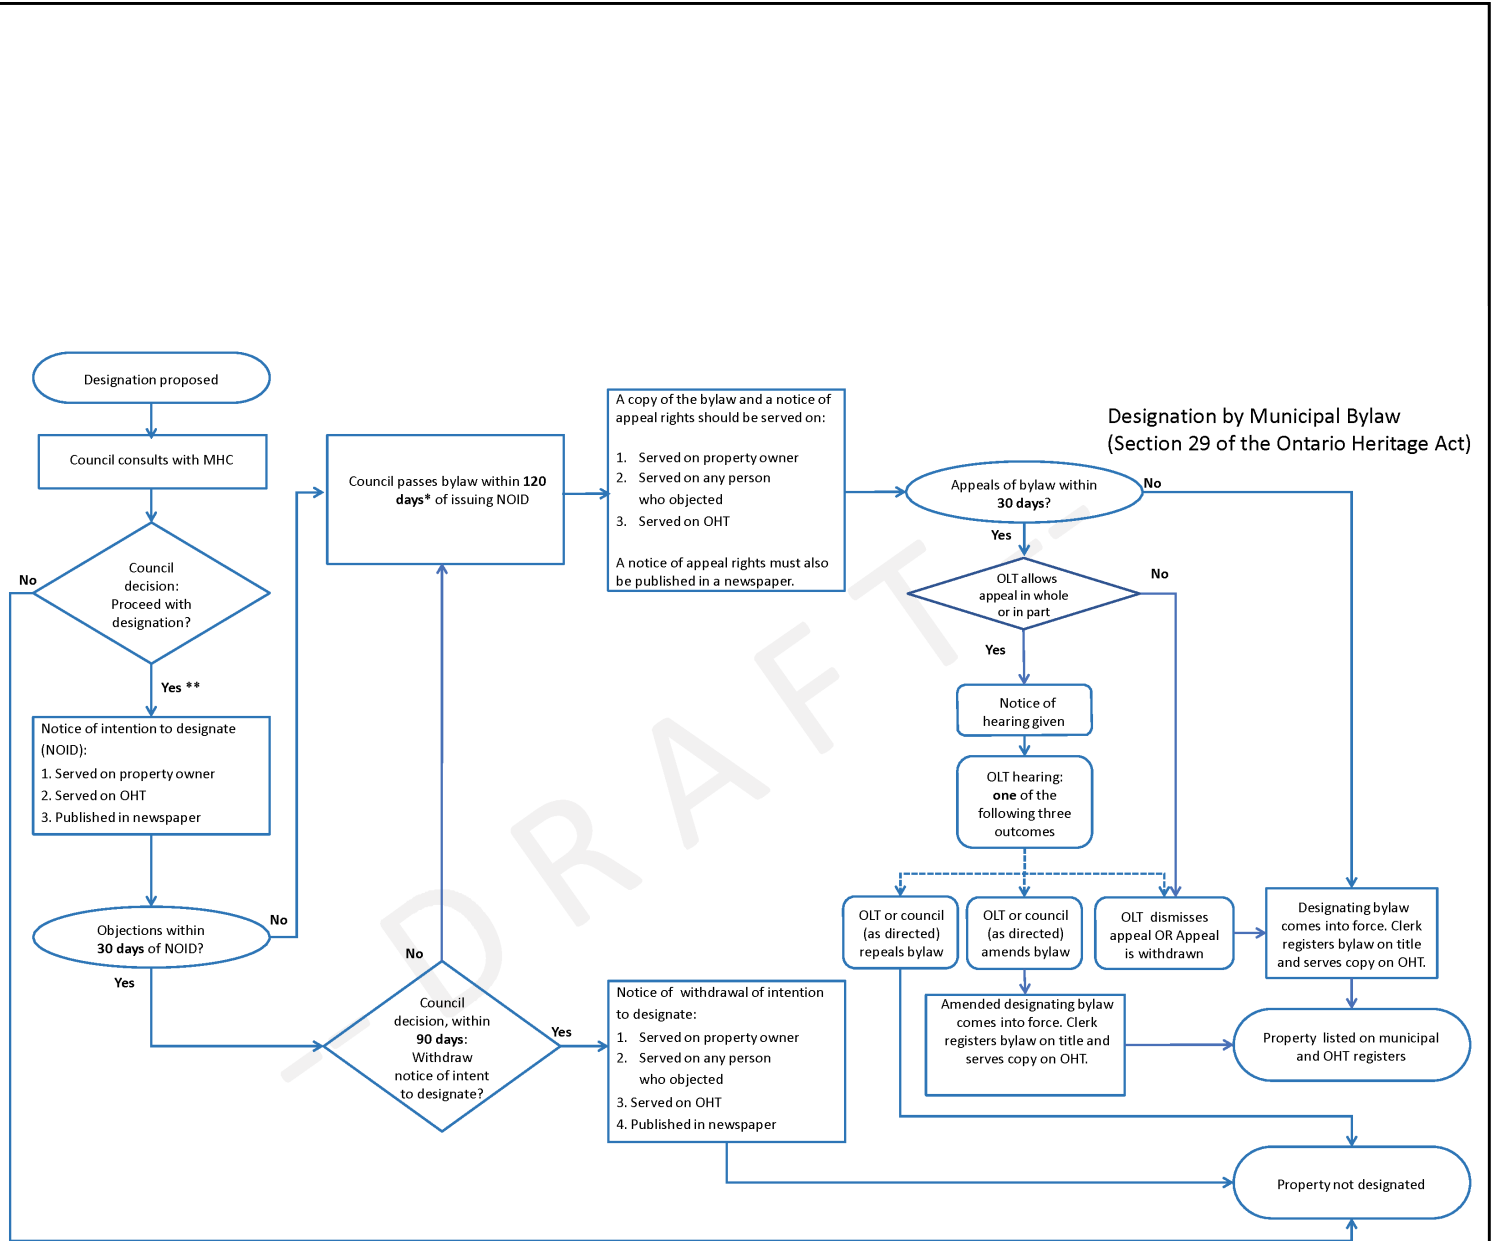 Designation by Municipal Bylaw
(Section 29 of the Ontario Heritage Act)
Designation proposed
Council consults with MHC
Council
decision:
Proceed with
designation?
No
Yes **
Notice of intention to designate
(NOID):
1. Served on property owner
2. Served on OHT
3. Published in newspaper
Objections within
30 days of NOID?
No
Yes
Council passes bylaw within 120
days* of issuing NOID
No
Council
decision, within
90 days:
Withdraw
notice of intent
to designate?
Yes
Notice of withdrawal of intention
to designate:
1. Served on property owner
2. Served on any person
who objected
3. Served on OHT
4. Published in newspaper
A copy of the bylaw and a notice of
appeal rights should be served on:
1. Served on property owner
2. Served on any person
who objected
3. Served on OHT
A notice of appeal rights must also
be published in a newspaper.
Appeals of bylaw within
30 days?
No
Yes
OLT allows
appeal in whole
or in part
No
Yes
Notice of
hearing given
OLT hearing:
one of the
following three
outcomes
OLT or council
(as directed)
repeals bylaw
OLT or council
(as directed)
amends bylaw
OLT dismisses
appeal OR Appeal
is withdrawn
Designating bylaw
comes into force. Clerk
registers bylaw on title
and serves copy on OHT.
Amended designating bylaw
comes into force. Clerk
registers bylaw on title and
serves copy on OHT.
Property listed on municipal
and OHT registers
Property not designated
– D R A F T --